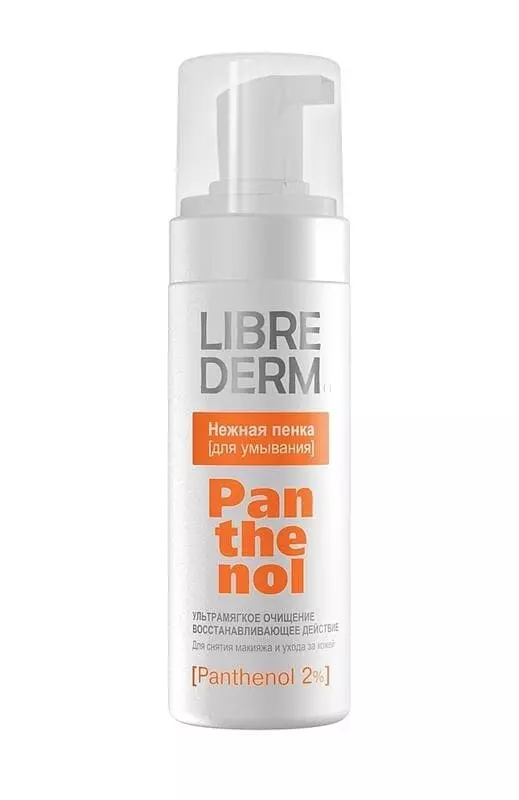 LIBRE
DERM
Нежная пенка
[для умывания]
Pan
the
nol
УЛЬТРАМЯГКОЕ ОЧИЩЕНИЕ
ВОССТАНАВЛИВАЮЩЕЕ ДЕЙСТВИЕ
Для снятия макияжа и ухода за кожей
[Panthenol 2%]